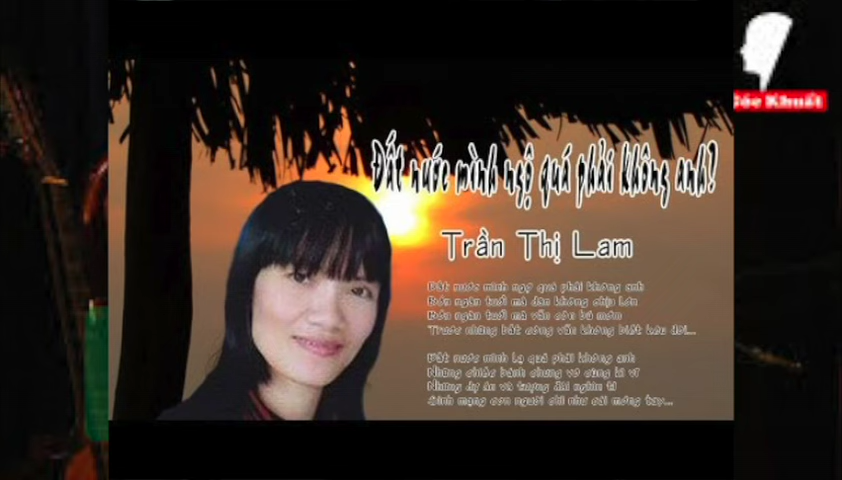 Góc Khuất
Đất nước mình ngộ quá phải không anh?
Trần Thị Lam
Đất nước mình ngộ quá phải không anh
Bốn ngàn tuổi mà dân không chịu lớn
Bốn ngàn tuổi mà vẫn còn bú mớm
Trước những bất công vẫn không biết kêu đòi...
Đất nước mình lạ quá phải không anh
Những chiếc bánh chưng vô cùng kì vĩ
Những dự án và tượng đài nghìn tỉ
Sinh mạng con người chỉ như cái móng tay...